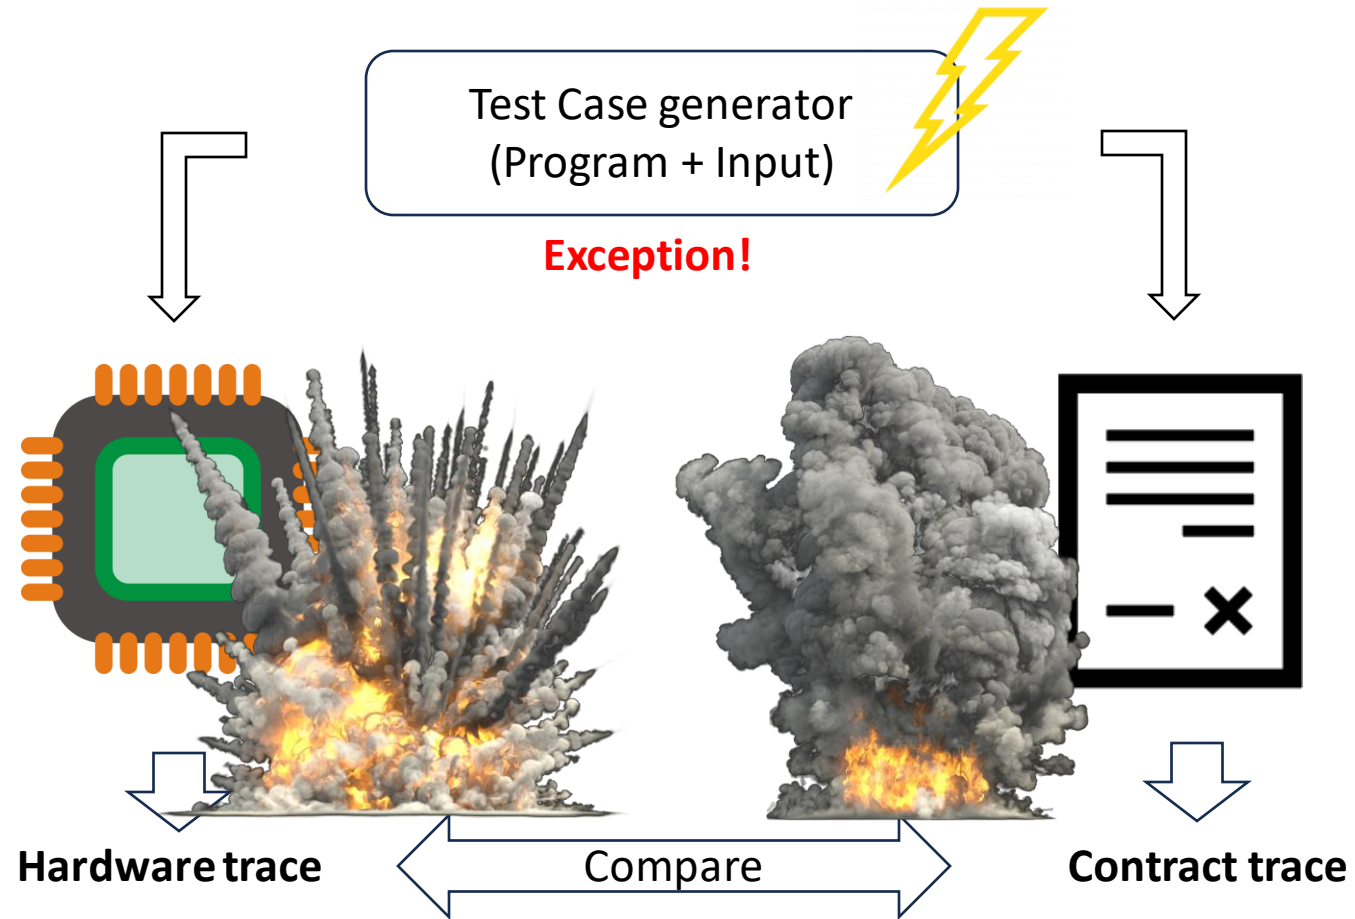 Test Case generator
(Program + Input)
Exception!
Hardware trace
Compare
Contract trace